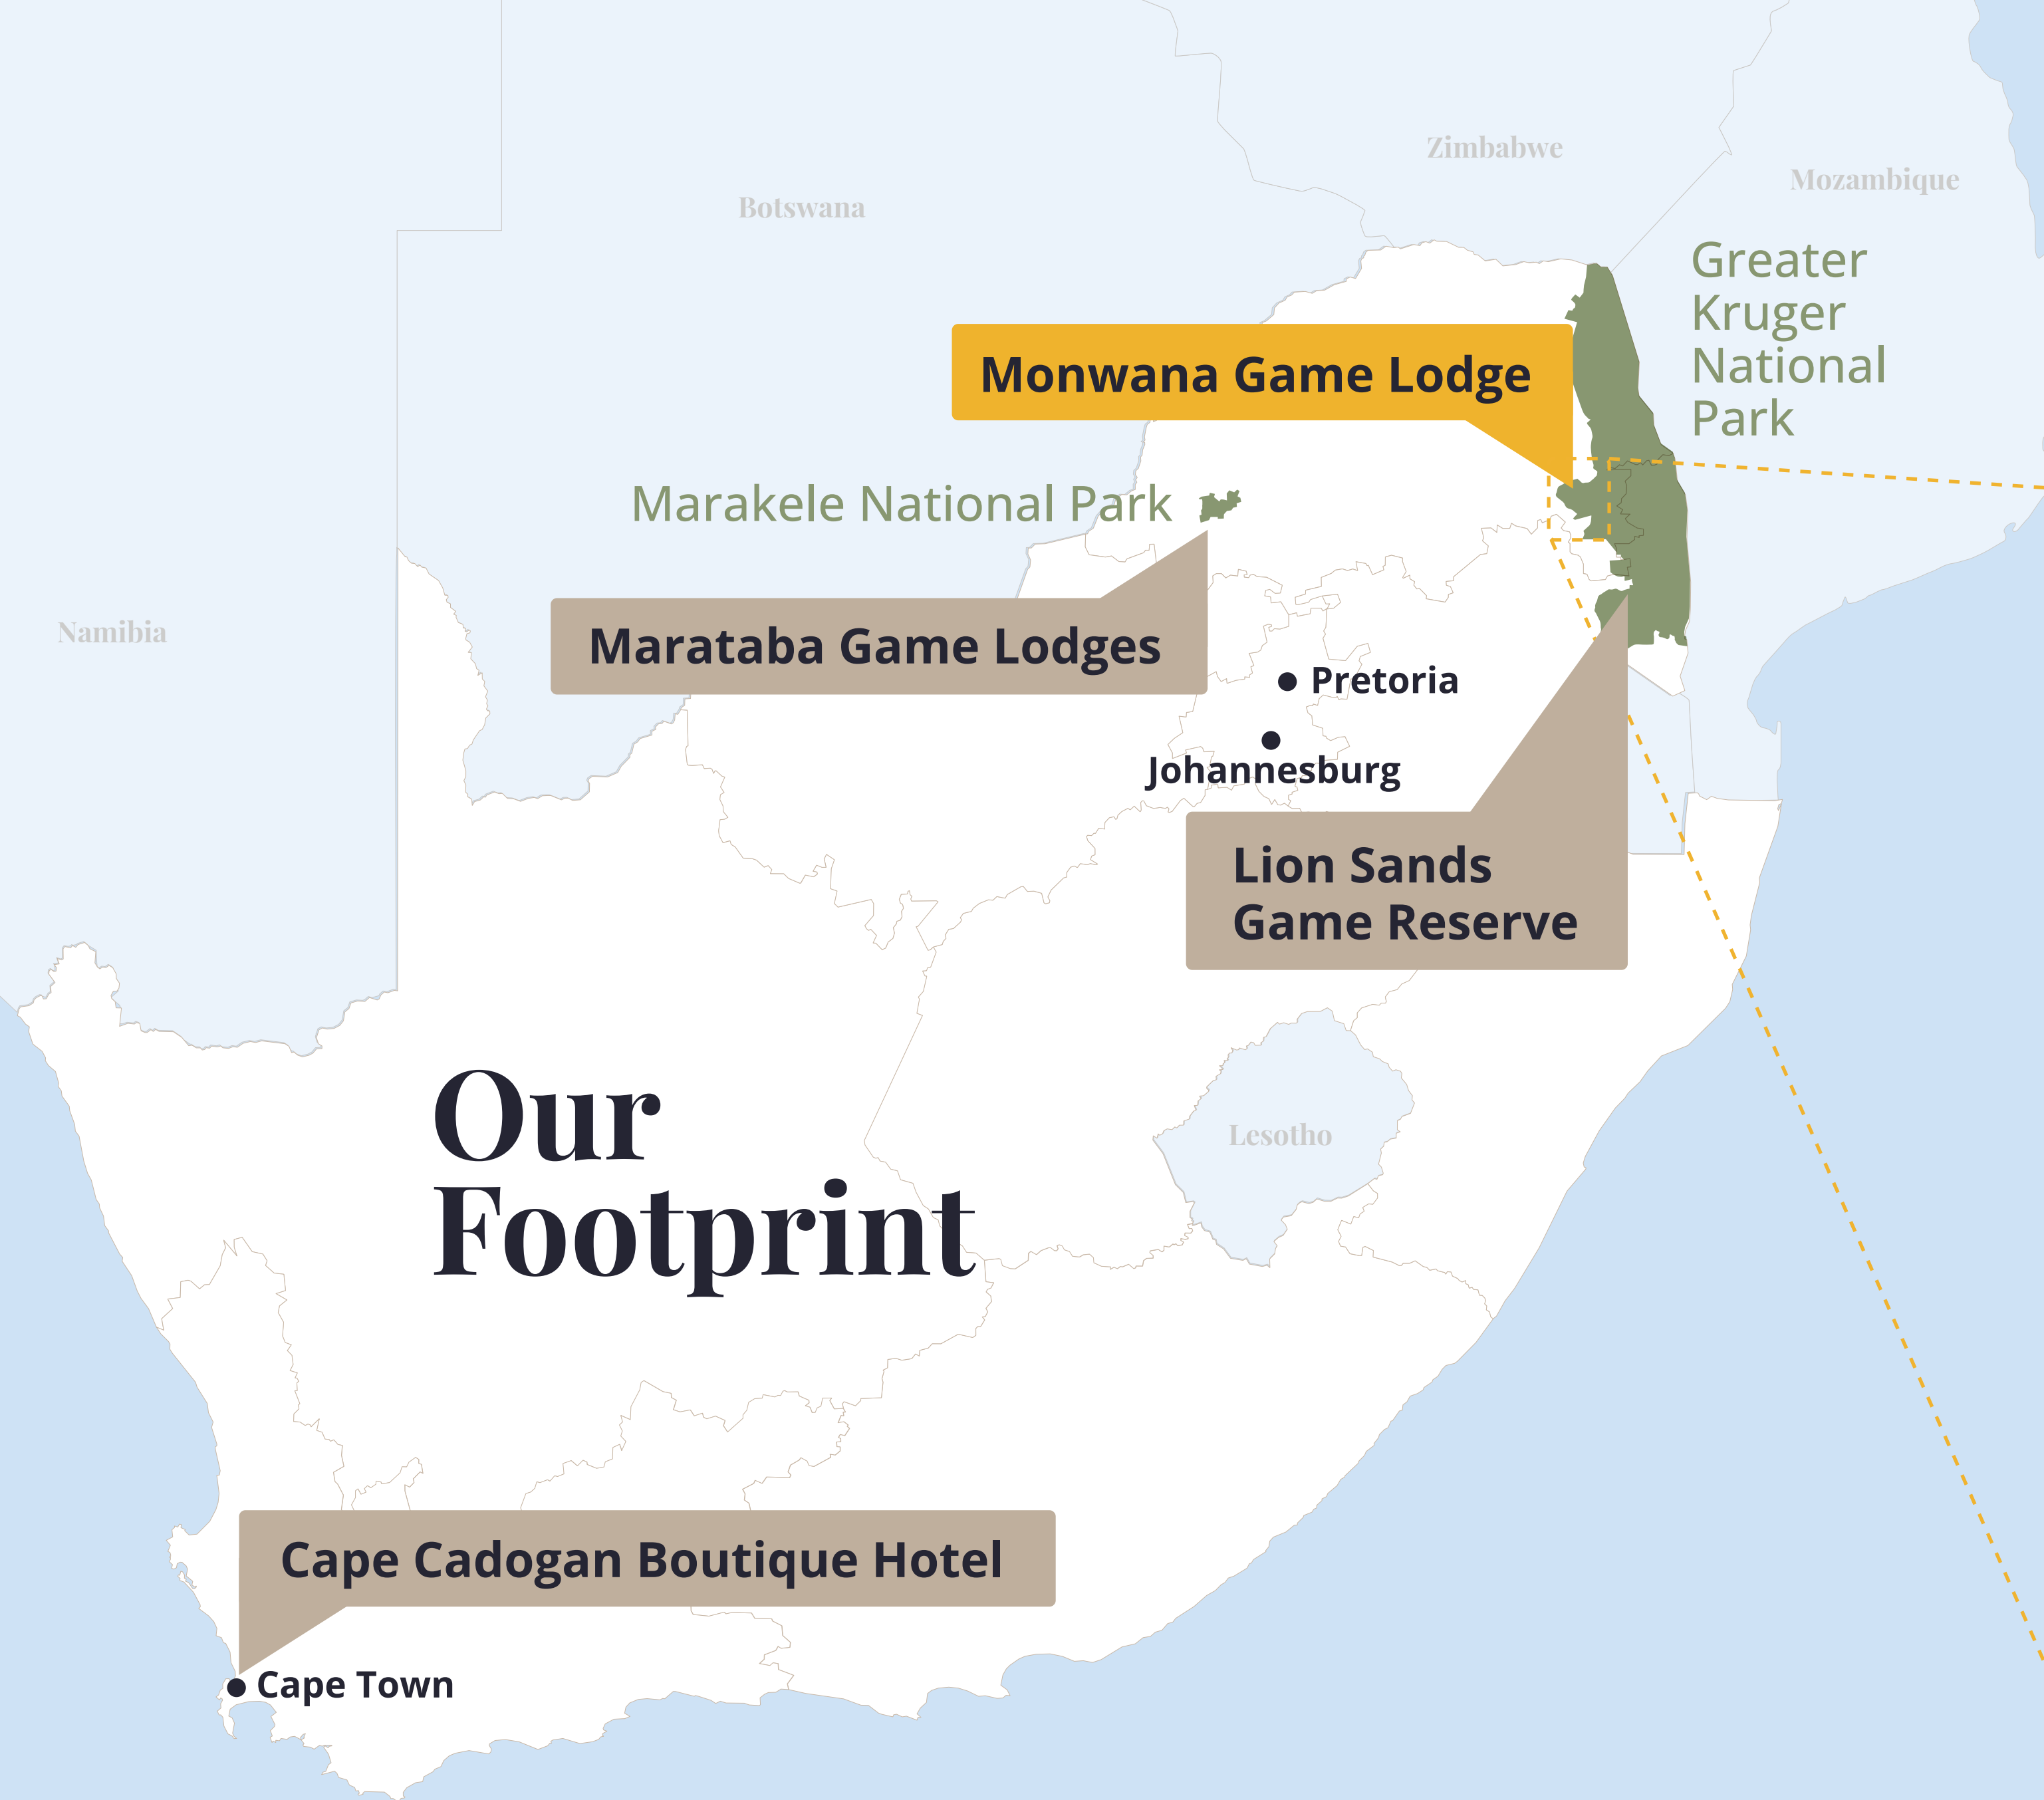 Zimbabwe
Mozambique
Botswana
Greater
Kruger
National
Park
Monwana Game Lodge
Marakele National Park
Namibia
Marataba Game Lodges
Pretoria
Johannesburg
Lion Sands
Game Reserve
Our
Footprint
Lesotho
Cape Cadogan Boutique Hotel
Cape Town